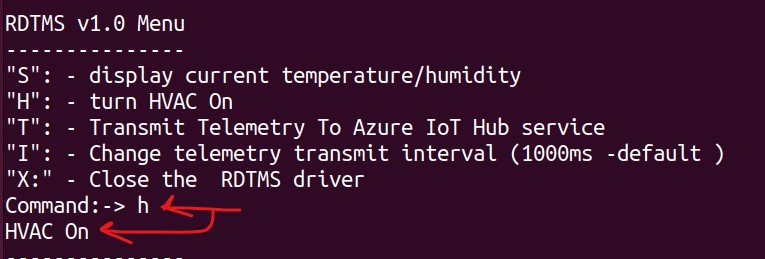 RDTMS v1.0 Menu
---------------
"S": - display current temperature/humidity
"H": - turn HVAC On
"T": - Transmit Telemetry To Azure IoT Hub service
"I": - Change telemetry transmit interval (1000ms -default )
"X:" - Close the  RDTMS driver
Command:-> h
HVAC On
---------------